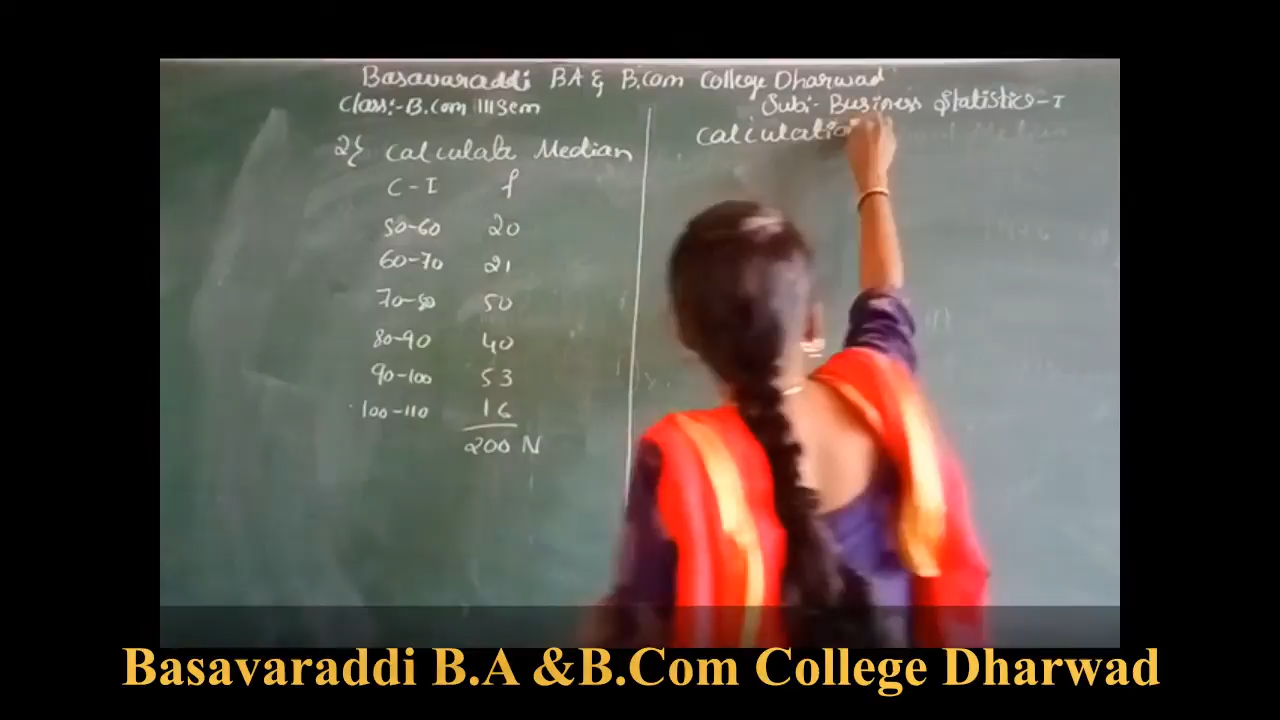 Basavaraddi BA & B.Com College Dharwad
Class:- B.Com III Sem
Sub:- Business Statistics-I
2} Calculate Median
C-I f
50-60 20
60-70 21
70-80 50
80-90 40
90-100 53
100-110 16
200 N
Calculatio
Basavaraddi B.A &B.Com College Dharwad